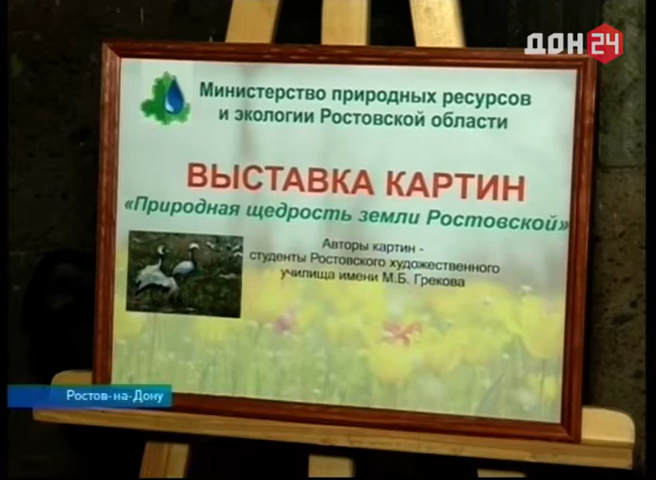 ДОН 24
Министерство природных ресурсов
и экологии Ростовской области
ВЫСТАВКА КАРТИН
«Природная щедрость земли Ростовской»
Авторы картин -
студенты Ростовского художественного
училища имени М.Б. Грекова
Ростов-на-Дону